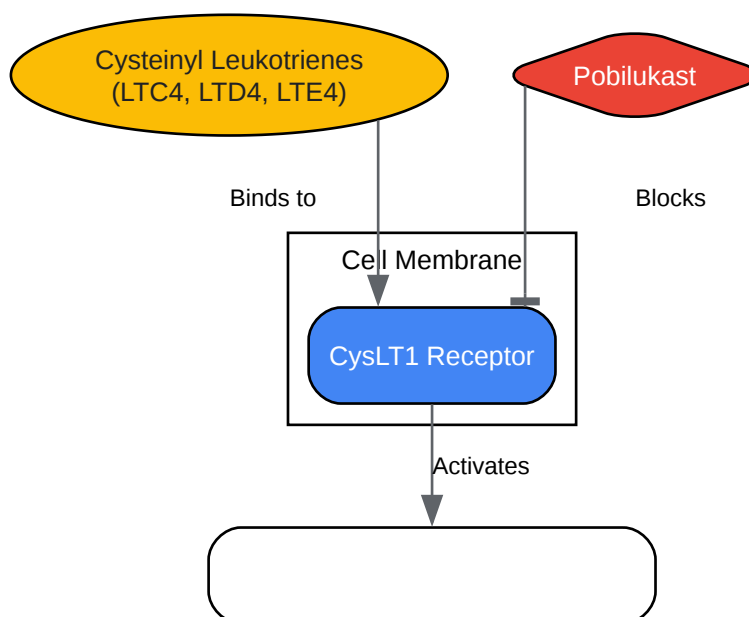 Cysteinyl Leukotrienes
(LTC4, LTD4, LTE4)
Pobilukast
Binds to
Blocks
Cell Membrane
CysLT1 Receptor
Activates